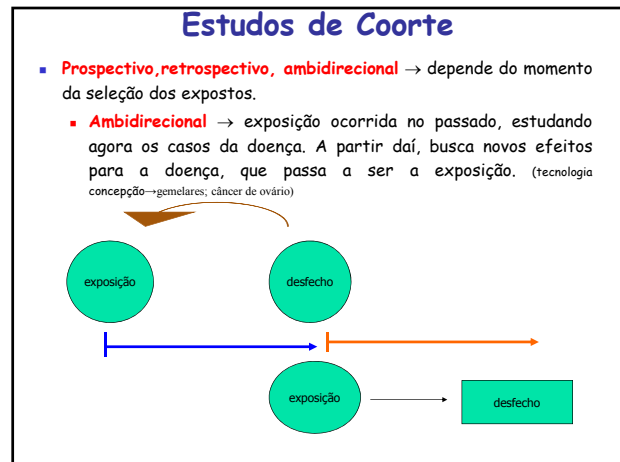 Estudos de Coorte
Prospectivo,retrospectivo, ambidirecional → depende do momento
da seleção dos expostos.
Ambidirecional → exposição ocorrida no passado, estudando
agora os casos da doença. A partir daí, busca novos efeitos
para a doença, que passa a ser a exposição. (tecnologia
concepção→gemelares; câncer de ovário)
exposição
desfecho
exposição
desfecho